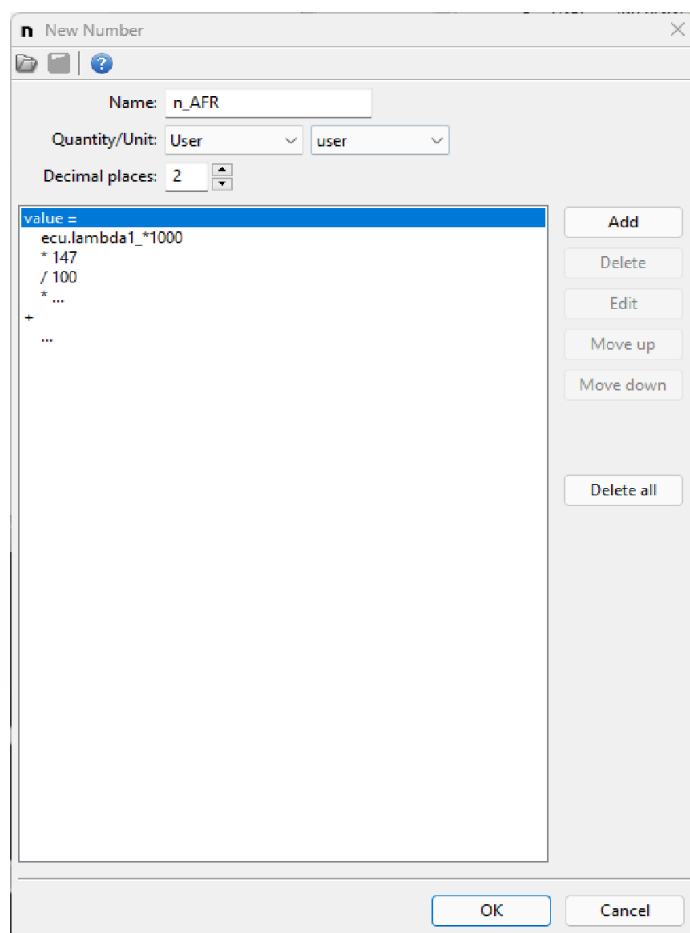 n New Number
Name: n_AFR
Quantity/Unit: User user
Decimal places: 2
value =
ecu.lambda1_*1000
* 147
/ 100
* ...
+
...
Add
Delete
Edit
Move up
Move down
Delete all
OK Cancel